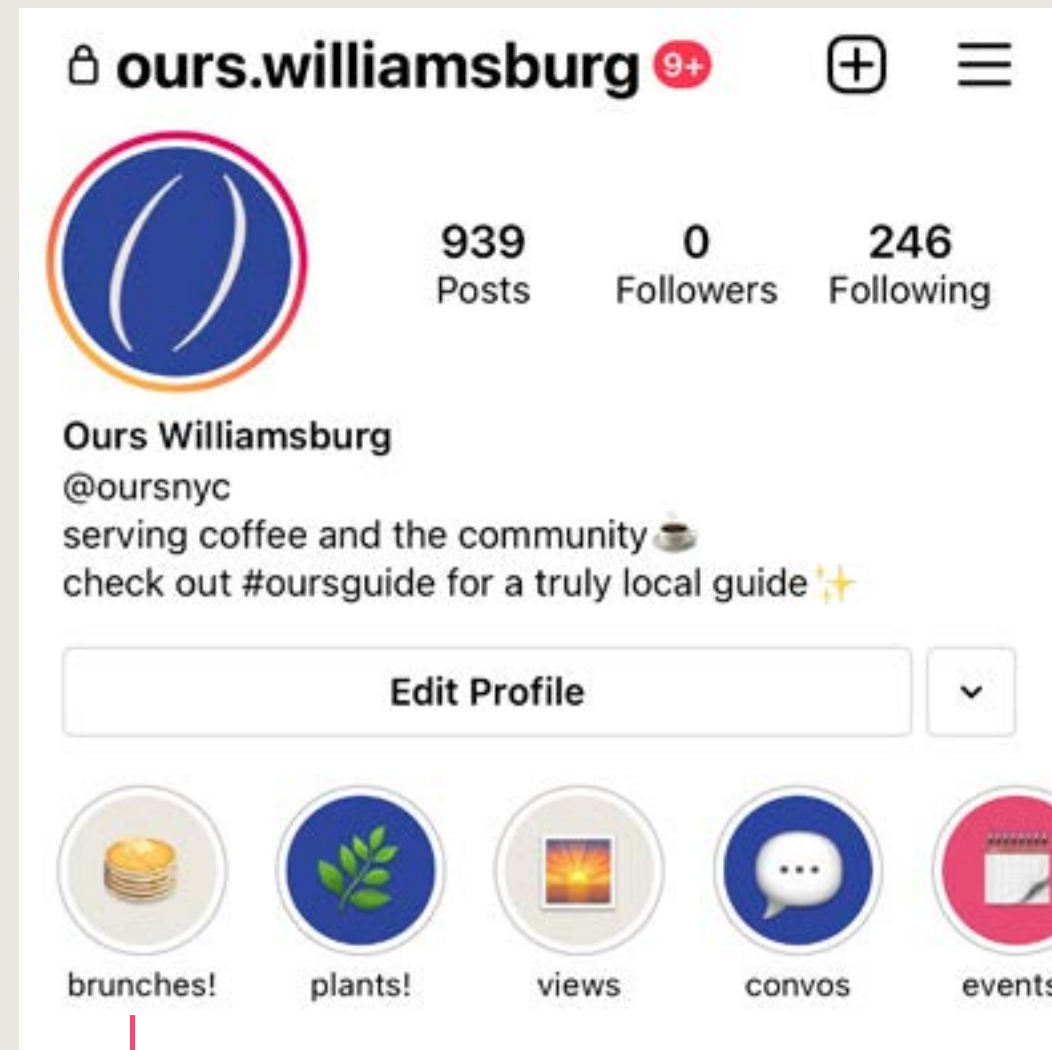 ours.williamsburg 9+
939 0 246
Posts Followers Following
Ours Williamsburg
@oursnyc
serving coffee and the community☕
check out #oursguide for a truly local guide✨
Edit Profile
brunches! plants! views convos events